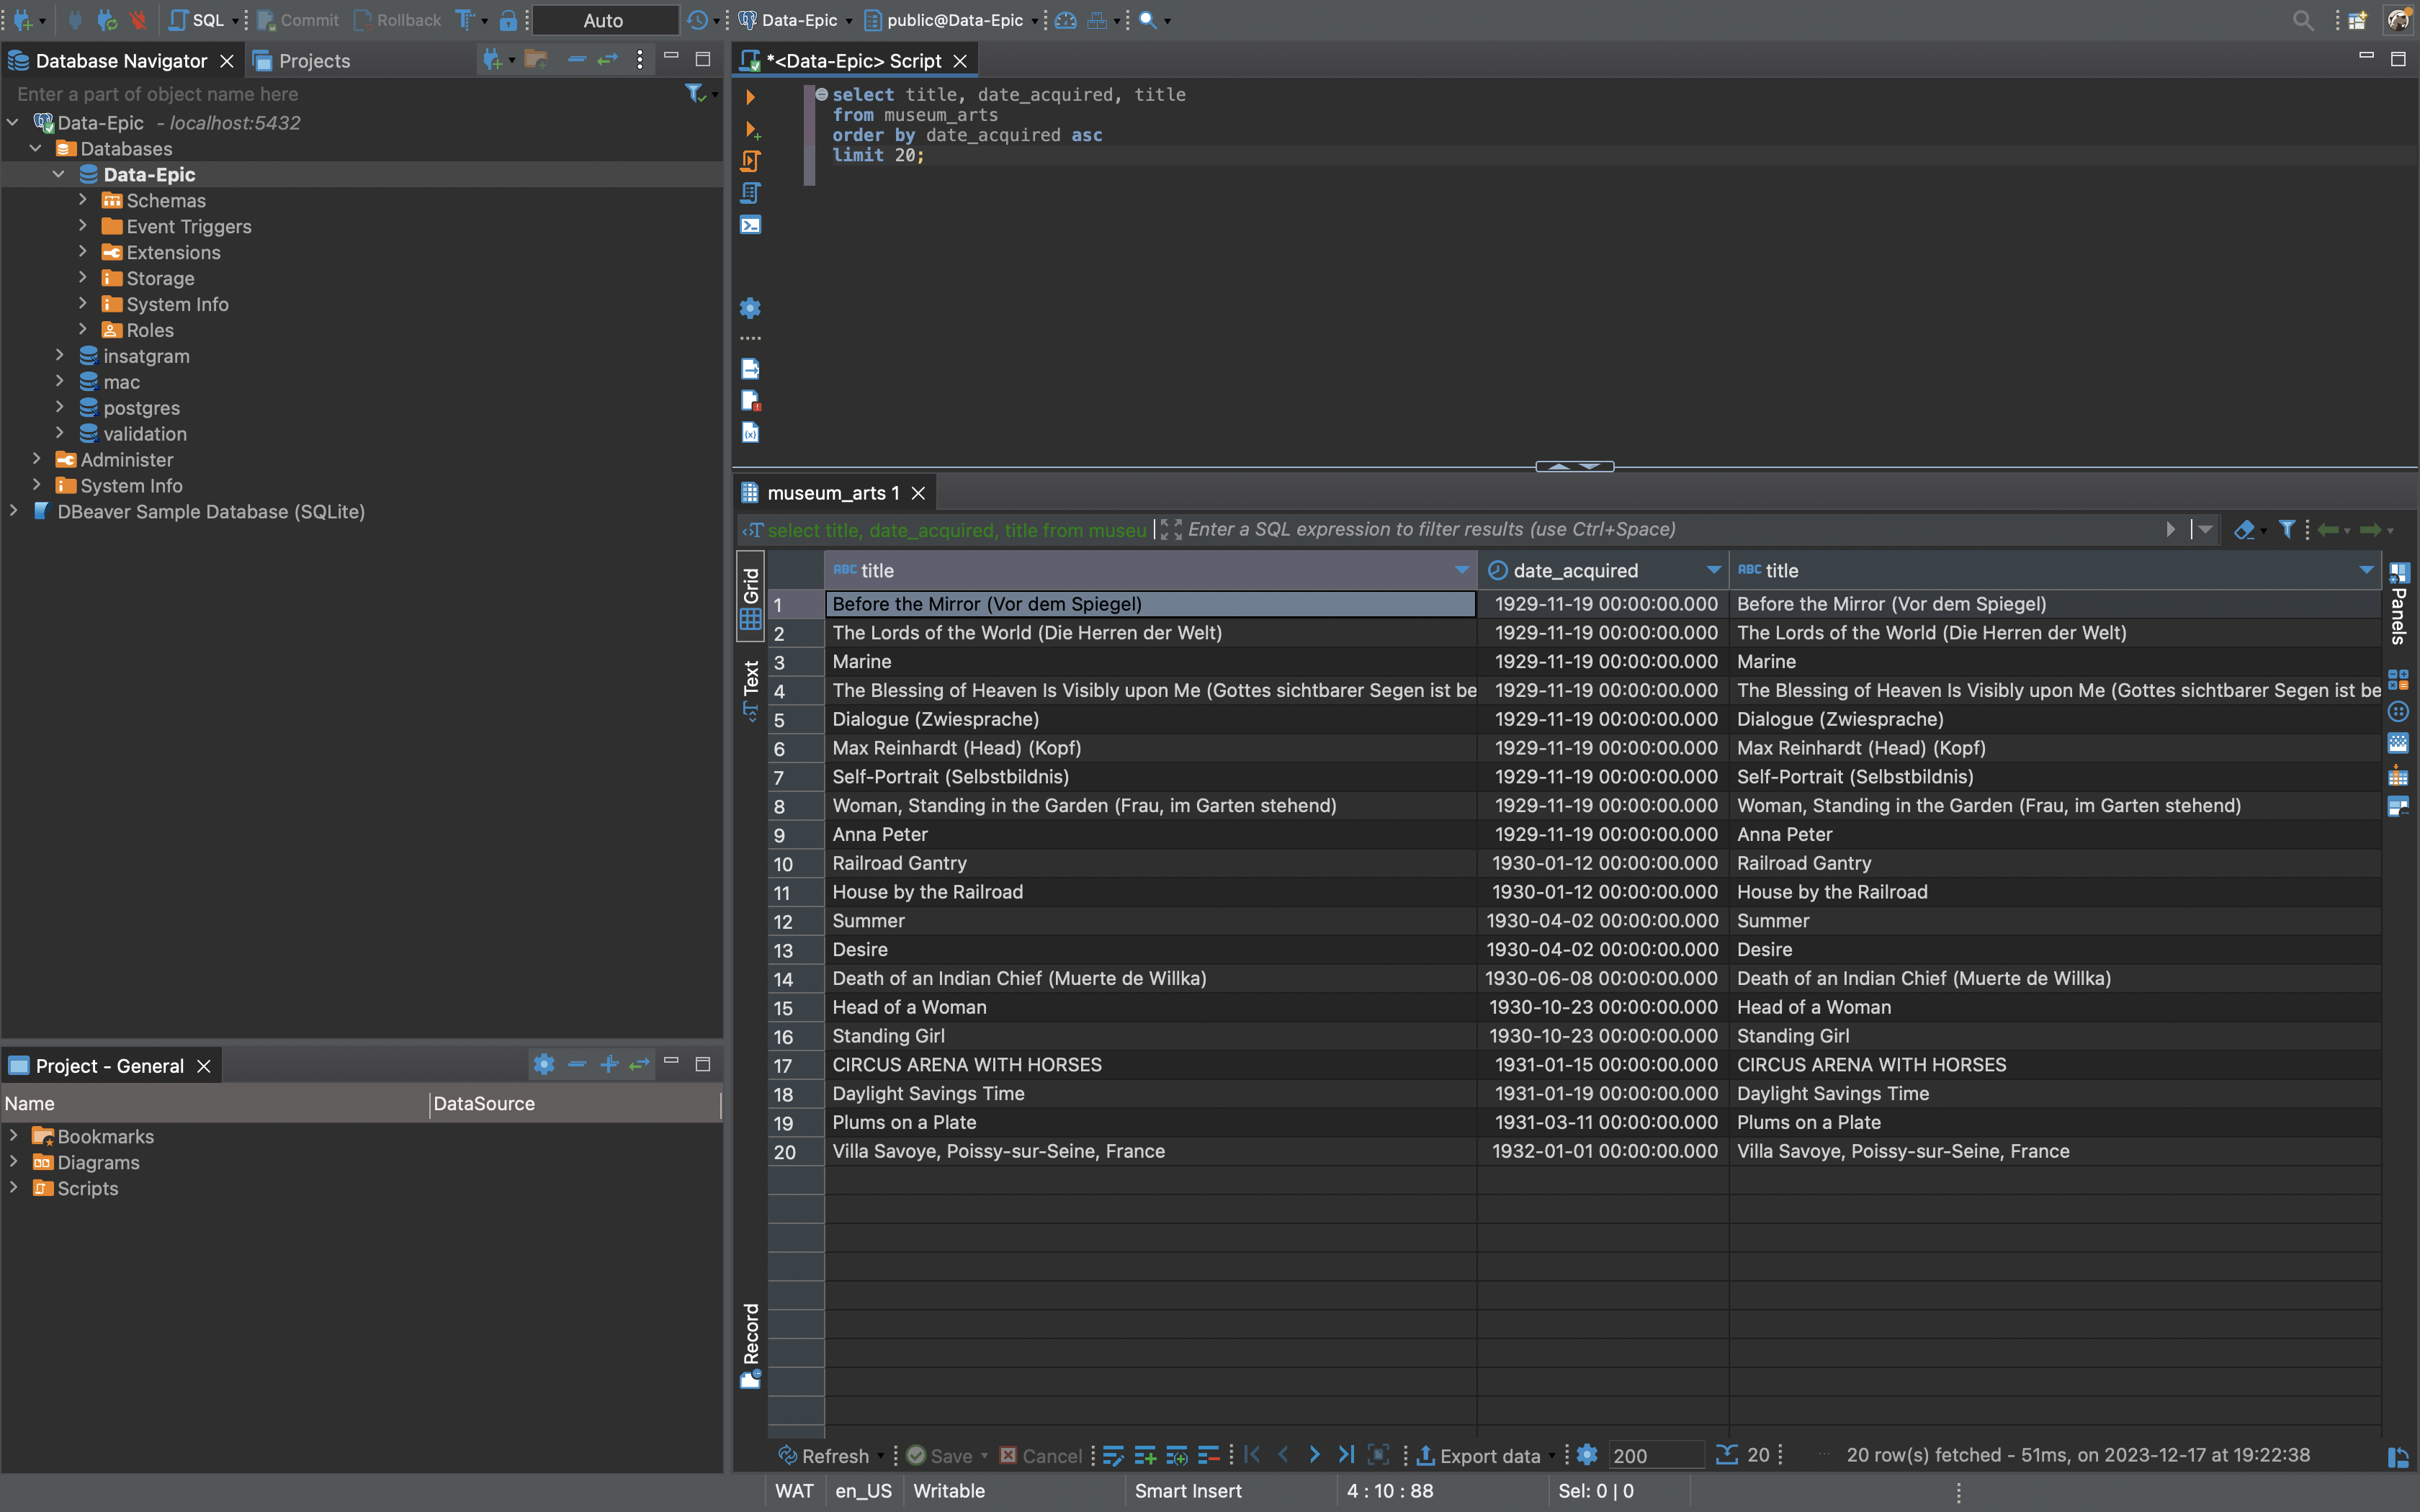 SQL Commit Rollback Auto Data-Epic public@Data-Epic
Database Navigator Projects
Enter a part of object name here
Data-Epic - localhost:5432
Databases
Data-Epic
Schemas
Event Triggers
Extensions
Storage
System Info
Roles
insatgram
mac
postgres
validation
Administer
System Info
DBeaver Sample Database (SQLite)
Project - General
Name DataSource
Bookmarks
Diagrams
Scripts
*<Data-Epic> Script
select title, date_acquired, title
from museum_arts
order by date_acquired asc
limit 20;
museum_arts 1
select title, date_acquired, title from museu Enter a SQL expression to filter results (use Ctrl+Space)
Grid
Text
Record
Panels
ABC title date_acquired ABC title
1 Before the Mirror (Vor dem Spiegel) 1929-11-19 00:00:00.000 Before the Mirror (Vor dem Spiegel)
2 The Lords of the World (Die Herren der Welt) 1929-11-19 00:00:00.000 The Lords of the World (Die Herren der Welt)
3 Marine 1929-11-19 00:00:00.000 Marine
4 The Blessing of Heaven Is Visibly upon Me (Gottes sichtbarer Segen ist be 1929-11-19 00:00:00.000 The Blessing of Heaven Is Visibly upon Me (Gottes sichtbarer Segen ist be
5 Dialogue (Zwiesprache) 1929-11-19 00:00:00.000 Dialogue (Zwiesprache)
6 Max Reinhardt (Head) (Kopf) 1929-11-19 00:00:00.000 Max Reinhardt (Head) (Kopf)
7 Self-Portrait (Selbstbildnis) 1929-11-19 00:00:00.000 Self-Portrait (Selbstbildnis)
8 Woman, Standing in the Garden (Frau, im Garten stehend) 1929-11-19 00:00:00.000 Woman, Standing in the Garden (Frau, im Garten stehend)
9 Anna Peter 1929-11-19 00:00:00.000 Anna Peter
10 Railroad Gantry 1930-01-12 00:00:00.000 Railroad Gantry
11 House by the Railroad 1930-01-12 00:00:00.000 House by the Railroad
12 Summer 1930-04-02 00:00:00.000 Summer
13 Desire 1930-04-02 00:00:00.000 Desire
14 Death of an Indian Chief (Muerte de Willka) 1930-06-08 00:00:00.000 Death of an Indian Chief (Muerte de Willka)
15 Head of a Woman 1930-10-23 00:00:00.000 Head of a Woman
16 Standing Girl 1930-10-23 00:00:00.000 Standing Girl
17 CIRCUS ARENA WITH HORSES 1931-01-15 00:00:00.000 CIRCUS ARENA WITH HORSES
18 Daylight Savings Time 1931-01-19 00:00:00.000 Daylight Savings Time
19 Plums on a Plate 1931-03-11 00:00:00.000 Plums on a Plate
20 Villa Savoye, Poissy-sur-Seine, France 1932-01-01 00:00:00.000 Villa Savoye, Poissy-sur-Seine, France
Refresh Save Cancel Export data 200 20 ... 20 row(s) fetched - 51ms, on 2023-12-17 at 19:22:38
WAT en_US Writable Smart Insert 4 : 10 : 88 Sel: 0 | 0